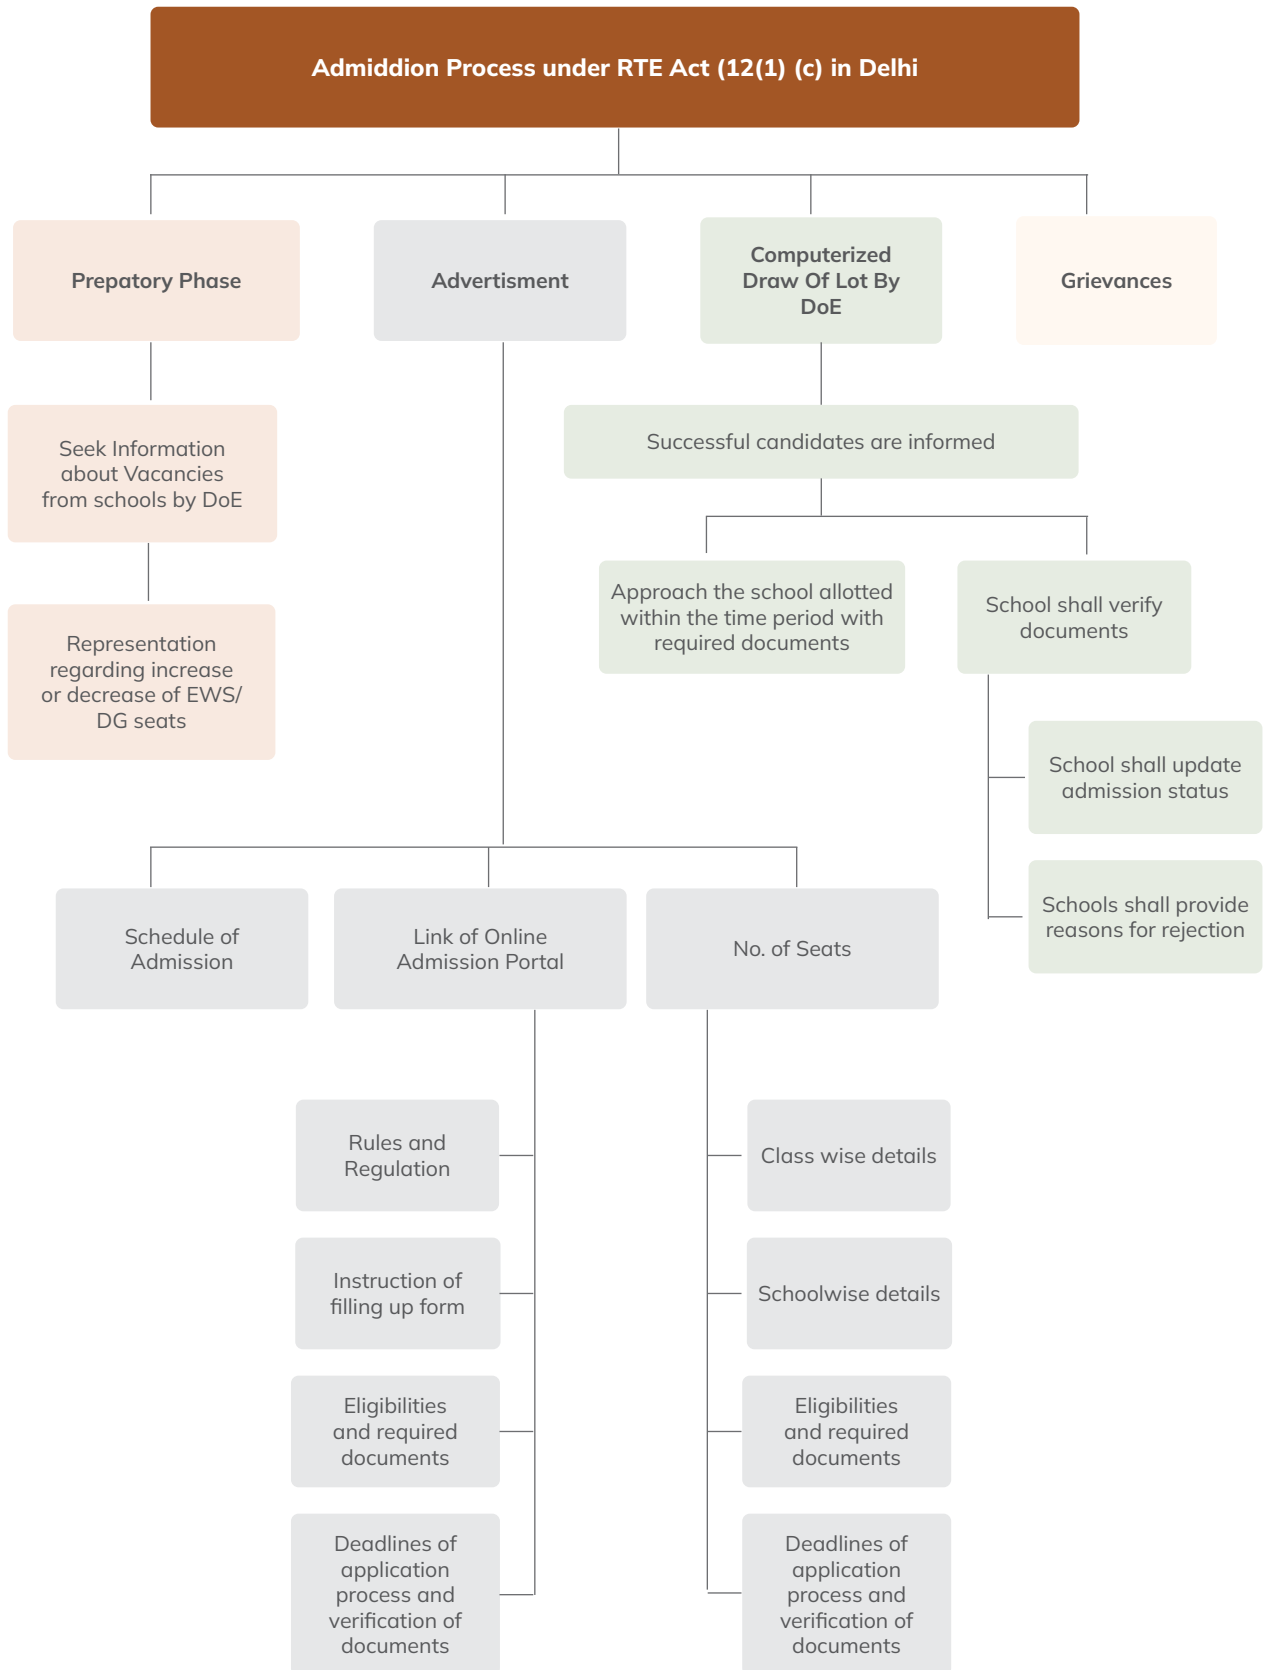 Admiddion Process under RTE Act (12(1) (c) in Delhi
Prepatory Phase
Advertisment
Computerized
Draw Of Lot By
DoE
Grievances
Seek Information
about Vacancies
from schools by DoE
Representation
regarding increase
or decrease of EWS/
DG seats
Successful candidates are informed
Approach the school allotted
within the time period with
required documents
School shall verify
documents
School shall update
admission status
Schools shall provide
reasons for rejection
Schedule of
Admission
Link of Online
Admission Portal
No. of Seats
Rules and
Regulation
Instruction of
filling up form
Eligibilities
and required
documents
Deadlines of
application
process and
verification of
documents
Class wise details
Schoolwise details
Eligibilities
and required
documents
Deadlines of
application
process and
verification of
documents